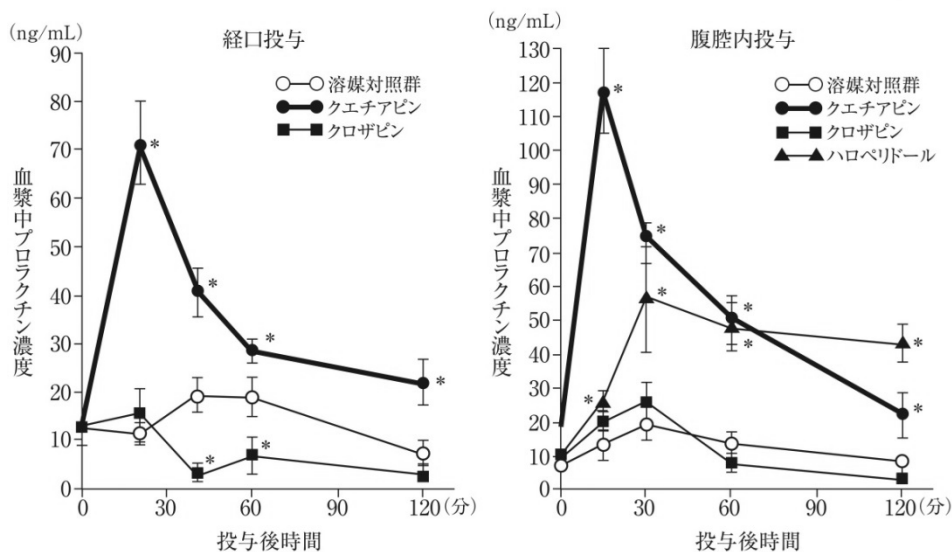 (ng/mL)
経口投与
90
80
70
60
50
40
30
20
10
0
血漿中プロラクチン濃度
溶媒対照群
クエチアピン
クロザピン
*
*
*
*
*
*
0
30
60
90
120(分)
投与後時間
(ng/mL)
腹腔内投与
130
120
110
100
90
80
70
60
50
40
30
20
10
0
血漿中プロラクチン濃度
溶媒対照群
クエチアピン
クロザピン
ハロペリドール
*
*
*
*
*
*
*
*
0
30
60
90
120(分)
投与後時間